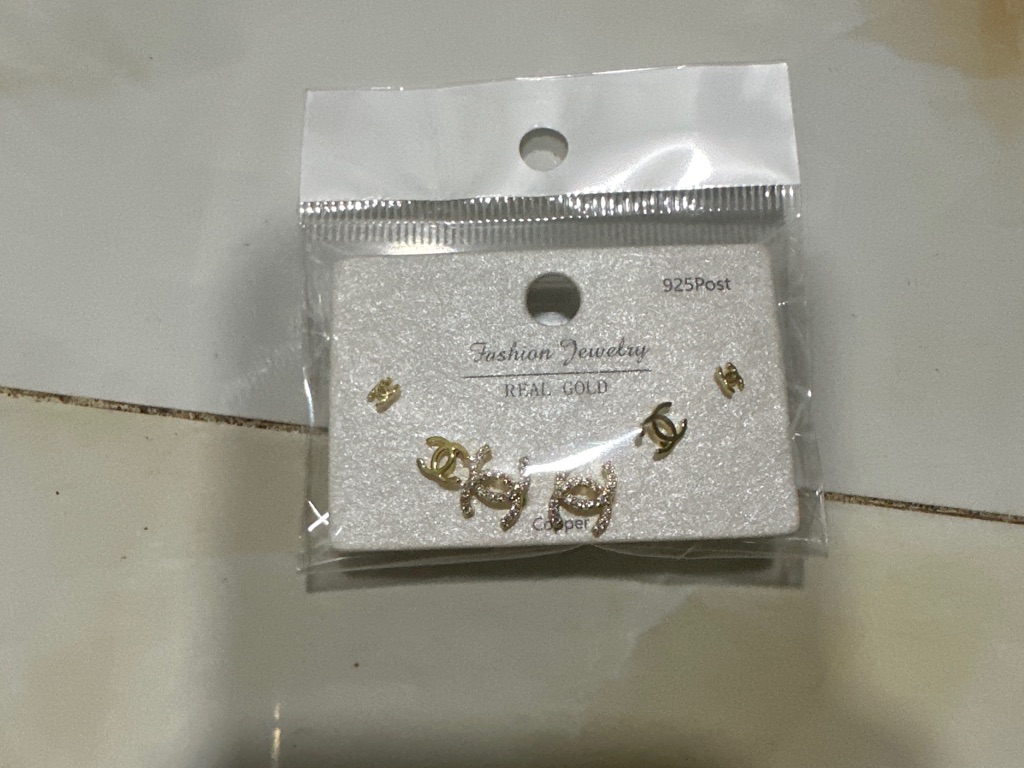 925Post
Fashion Jewelry
REAL GOLD
Copper